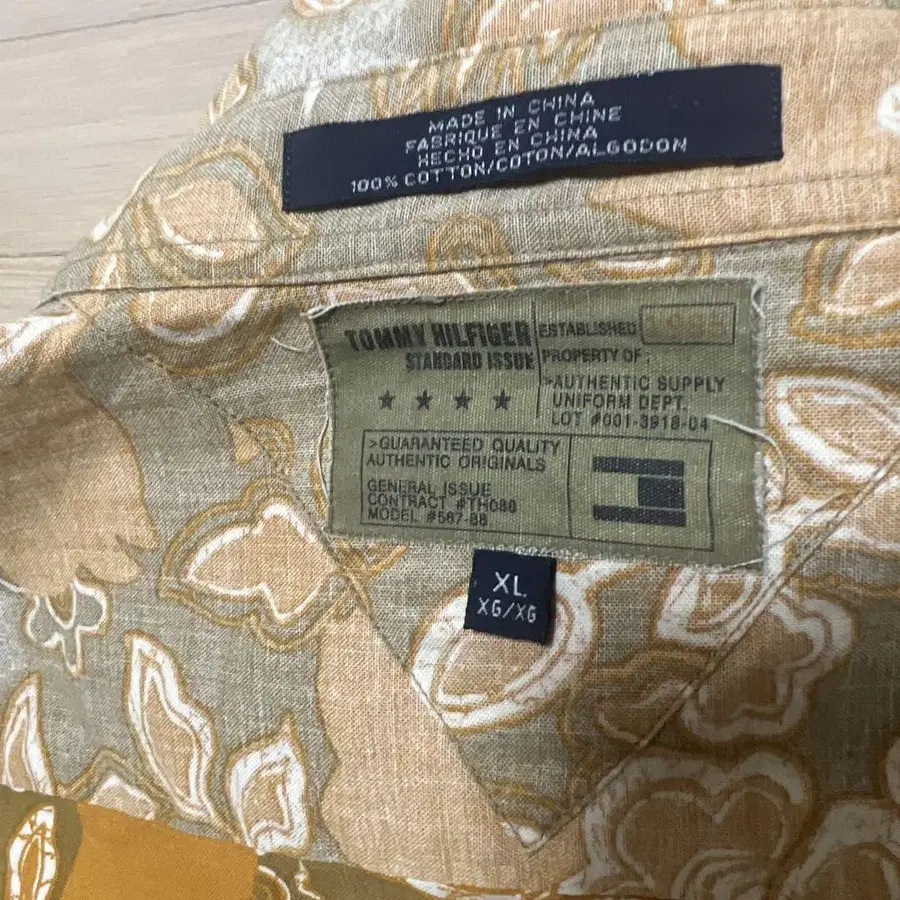 MADE IN CHINA
FABRIQUE EN CHINE
HECHO EN CHINA
100% COTTON/COTON/ALGODON
TOMMY HILFIGER
STANDARD ISSUE
ESTABLISHED
PROPERTY OF:
>AUTHENTIC SUPPLY
UNIFORM DEPT.
LOT #001-3918-04
>GUARANTEED QUALITY
AUTHENTIC ORIGINALS
GENERAL ISSUE
CONTRACT #TH088
MODEL #567-88
XL
XG/XG